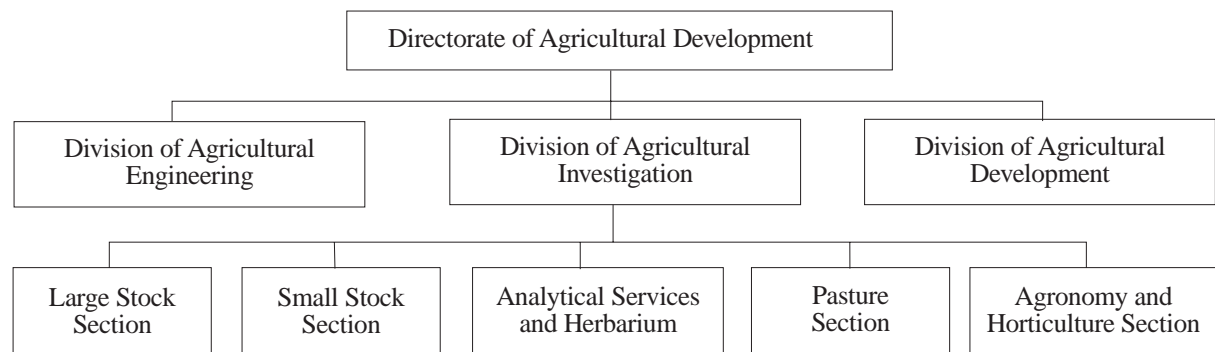 Directorate of Agricultural Development
Division of Agricultural
Engineering
Division of Agricultural
Investigation
Division of Agricultural
Development
Large Stock
Section
Small Stock
Section
Analytical Services
and Herbarium
Pasture
Section
Agronomy and
Horticulture Section